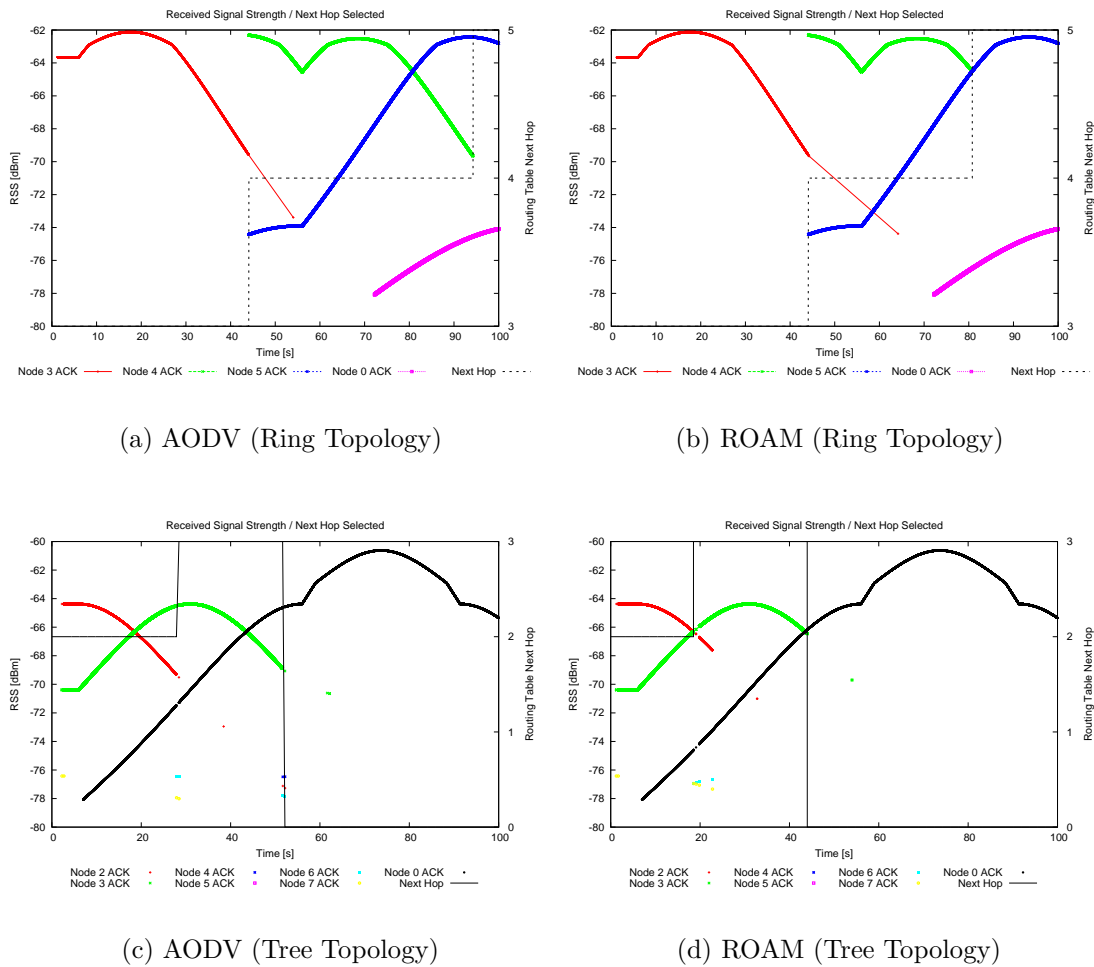 Received Signal Strength / Next Hop Selected
-62
-64
-66
-68
-70
-72
-74
-76
-78
-80
RSS [dBm]
0 10 20 30 40 50 60 70 80 90 100
Time [s]
5
4
3
Routing Table Next Hop
Node 3 ACK Node 4 ACK Node 5 ACK Node 0 ACK Next Hop
(a) AODV (Ring Topology)
Received Signal Strength / Next Hop Selected
-62
-64
-66
-68
-70
-72
-74
-76
-78
-80
RSS [dBm]
0 10 20 30 40 50 60 70 80 90 100
Time [s]
5
4
3
Routing Table Next Hop
Node 3 ACK Node 4 ACK Node 5 ACK Node 0 ACK Next Hop
(b) ROAM (Ring Topology)
Received Signal Strength / Next Hop Selected
-60
-62
-64
-66
-68
-70
-72
-74
-76
-78
-80
RSS [dBm]
0 20 40 60 80 100
Time [s]
3
2
1
0
Routing Table Next Hop
Node 2 ACK Node 4 ACK Node 6 ACK Node 0 ACK
Node 3 ACK Node 5 ACK Node 7 ACK Next Hop
(c) AODV (Tree Topology)
Received Signal Strength / Next Hop Selected
-60
-62
-64
-66
-68
-70
-72
-74
-76
-78
-80
RSS [dBm]
0 20 40 60 80 100
Time [s]
3
2
1
0
Routing Table Next Hop
Node 2 ACK Node 4 ACK Node 6 ACK Node 0 ACK
Node 3 ACK Node 5 ACK Node 7 ACK Next Hop
(d) ROAM (Tree Topology)